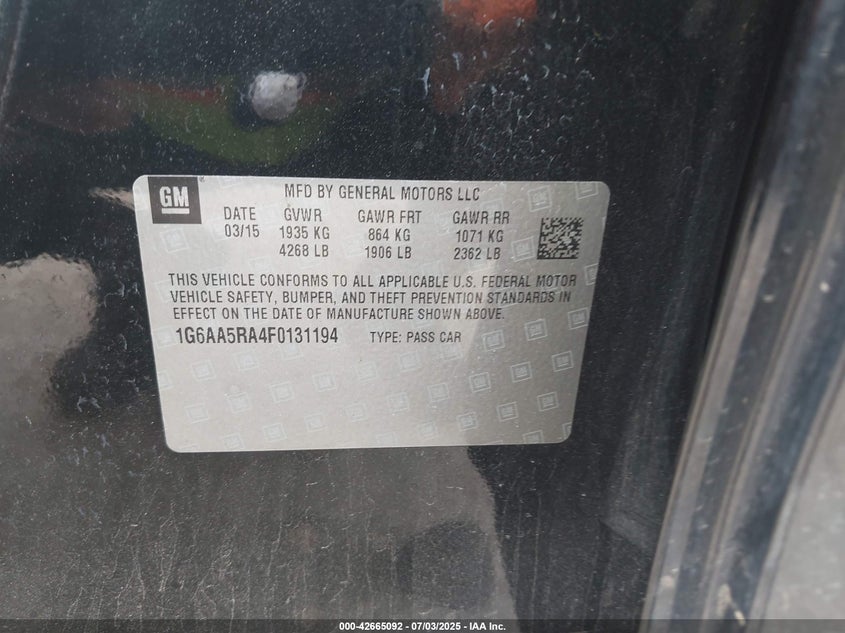 GM
MFD BY GENERAL MOTORS LLC
DATE GVWR GAWR FRT GAWR RR
03/15 1935 KG 864 KG 1071 KG
4268 LB 1906 LB 2362 LB
THIS VEHICLE CONFORMS TO ALL APPLICABLE U.S. FEDERAL MOTOR
VEHICLE SAFETY, BUMPER, AND THEFT PREVENTION STANDARDS IN
EFFECT ON THE DATE OF MANUFACTURE SHOWN ABOVE.
1G6AA5RA4F0131194 TYPE: PASS CAR
000-42665092 - 07/03/2025 - IAA Inc.